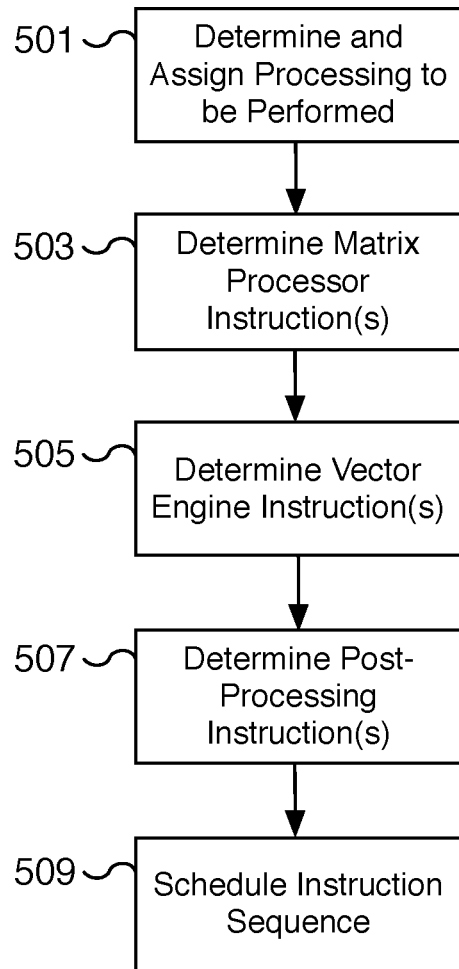 501
Determine and
Assign Processing to
be Performed
503
Determine Matrix
Processor
Instruction(s)
505
Determine Vector
Engine Instruction(s)
507
Determine Post-
Processing
Instruction(s)
509
Schedule Instruction
Sequence